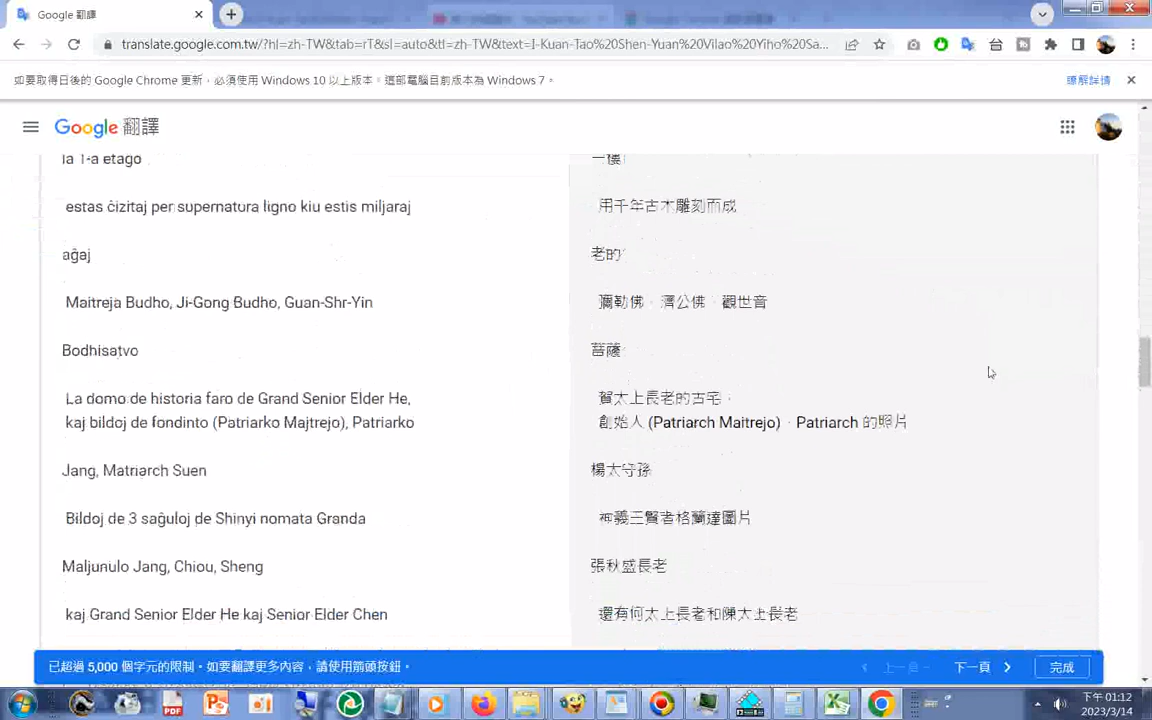 Google 翻譯
translate.google.com.tw/?hl=zh-TW&tab=rT&sl=auto&tl=zh-TW&text=I-Kuan-Tao%20Shen-Yuan%20Vilao%20Yiho%20Sa...
如要取得日後的 Google Chrome 更新，必須使用 Windows 10 以上版本。這部電腦目前版本為 Windows 7。
瞭解詳情
Google 翻譯
la 1-a etaĝo
一樓
estas ĉizitaj per supernatura ligno kiu estis miljaraj
用千年古木雕刻而成
aĝaj
老的
Maitreja Budho, Ji-Gong Budho, Guan-Shr-Yin
彌勒佛、濟公佛、觀世音
Bodhisatvo
菩薩
La domo de historia faro de Grand Senior Elder He,
賀太上長老的古宅，
kaj bildoj de fondinto (Patriarko Majtrejo), Patriarko
創始人 (Patriarch Maitrejo)、Patriarch 的照片
Jang, Matriarch Suen
楊太守孫
Bildoj de 3 saĝuloj de Shinyi nomata Granda
神義三賢者格蘭達圖片
Maljunulo Jang, Chiou, Sheng
張秋盛長老
kaj Grand Senior Elder He kaj Senior Elder Chen
還有何太上長老和陳太上長老
已超過 5,000 個字元的限制。如要翻譯更多內容，請使用箭頭按鈕。
上一頁
下一頁
完成
下午 01:12
2023/3/14